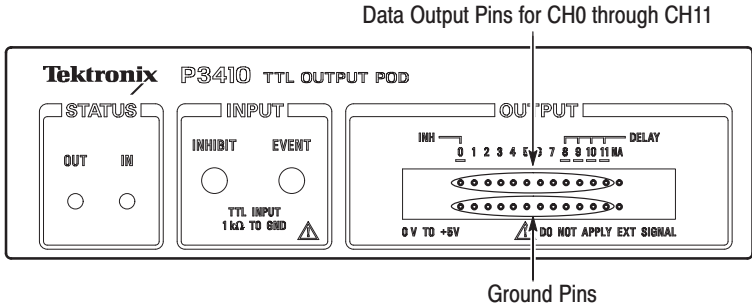 Data Output Pins for CH0 through CH11
Tektronix P3410 TTL OUTPUT POD
STATUS
OUT IN
INPUT
INHIBIT EVENT
TTL INPUT
1 kΩ TO GND
OUTPUT
INH DELAY
0 1 2 3 4 5 6 7 8 9 10 11 NA
0 V TO +5V
DO NOT APPLY EXT SIGNAL
Ground Pins